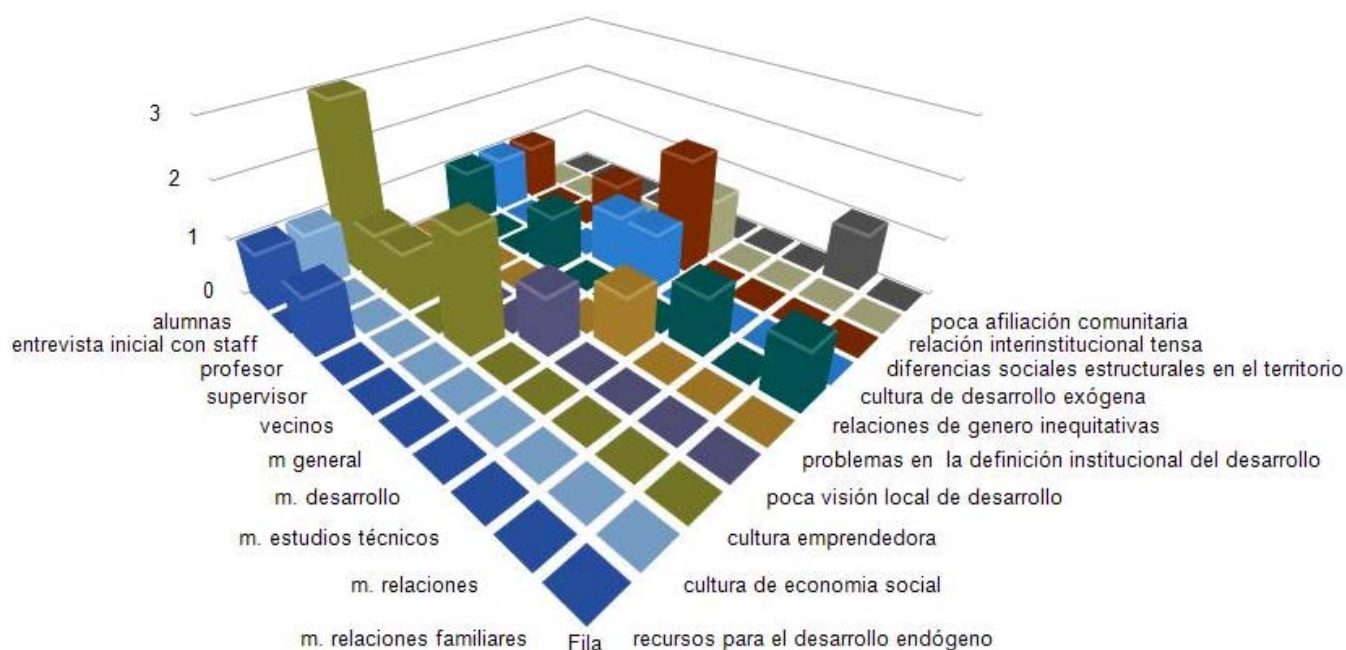 3
2
1
0
alumnas
entrevista inicial con staff
profesor
supervisor
vecinos
m general
m. desarrollo
m. estudios técnicos
m. relaciones
m. relaciones familiares
Fila
poca afiliación comunitaria
relación interinstitucional tensa
diferencias sociales estructurales en el territorio
cultura de desarrollo exógena
relaciones de genero inequitativas
problemas en la definición institucional del desarrollo
poca visión local de desarrollo
cultura emprendedora
cultura de economia social
recursos para el desarrollo endógeno